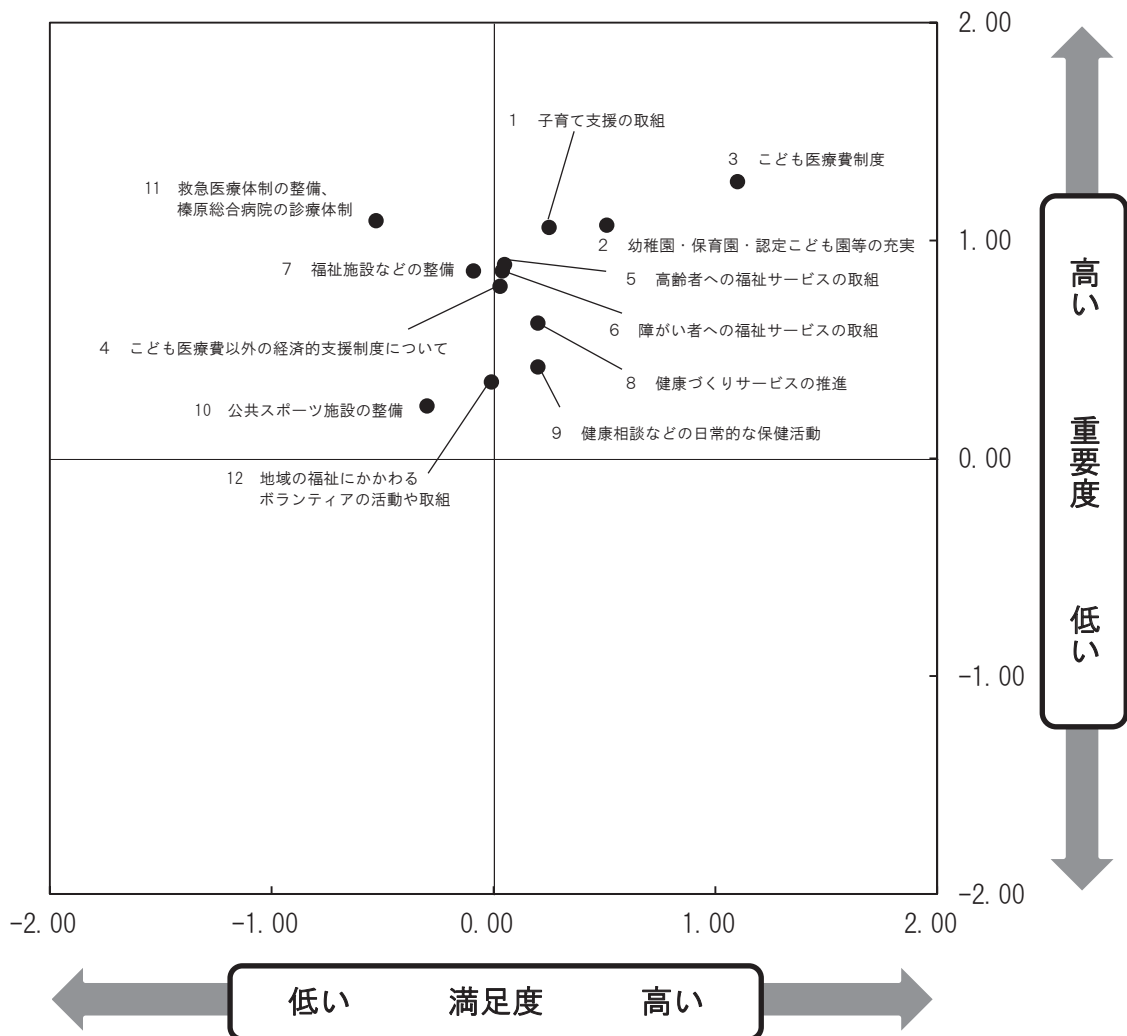 2.00
1 子育て支援の取組
3 こども医療費制度
11 救急医療体制の整備、
榛原総合病院の診療体制
1.00
2 幼稚園・保育園・認定こども園等の充実
7 福祉施設などの整備
5 高齢者への福祉サービスの取組
6 障がい者への福祉サービスの取組
4 こども医療費以外の経済的支援制度について
8 健康づくりサービスの推進
10 公共スポーツ施設の整備
9 健康相談などの日常的な保健活動
0.00
12 地域の福祉にかかわる
ボランティアの活動や取組
-1.00
-2.00
高い 重要度 低い
-2.00 -1.00 0.00 1.00 2.00
低い 満足度 高い